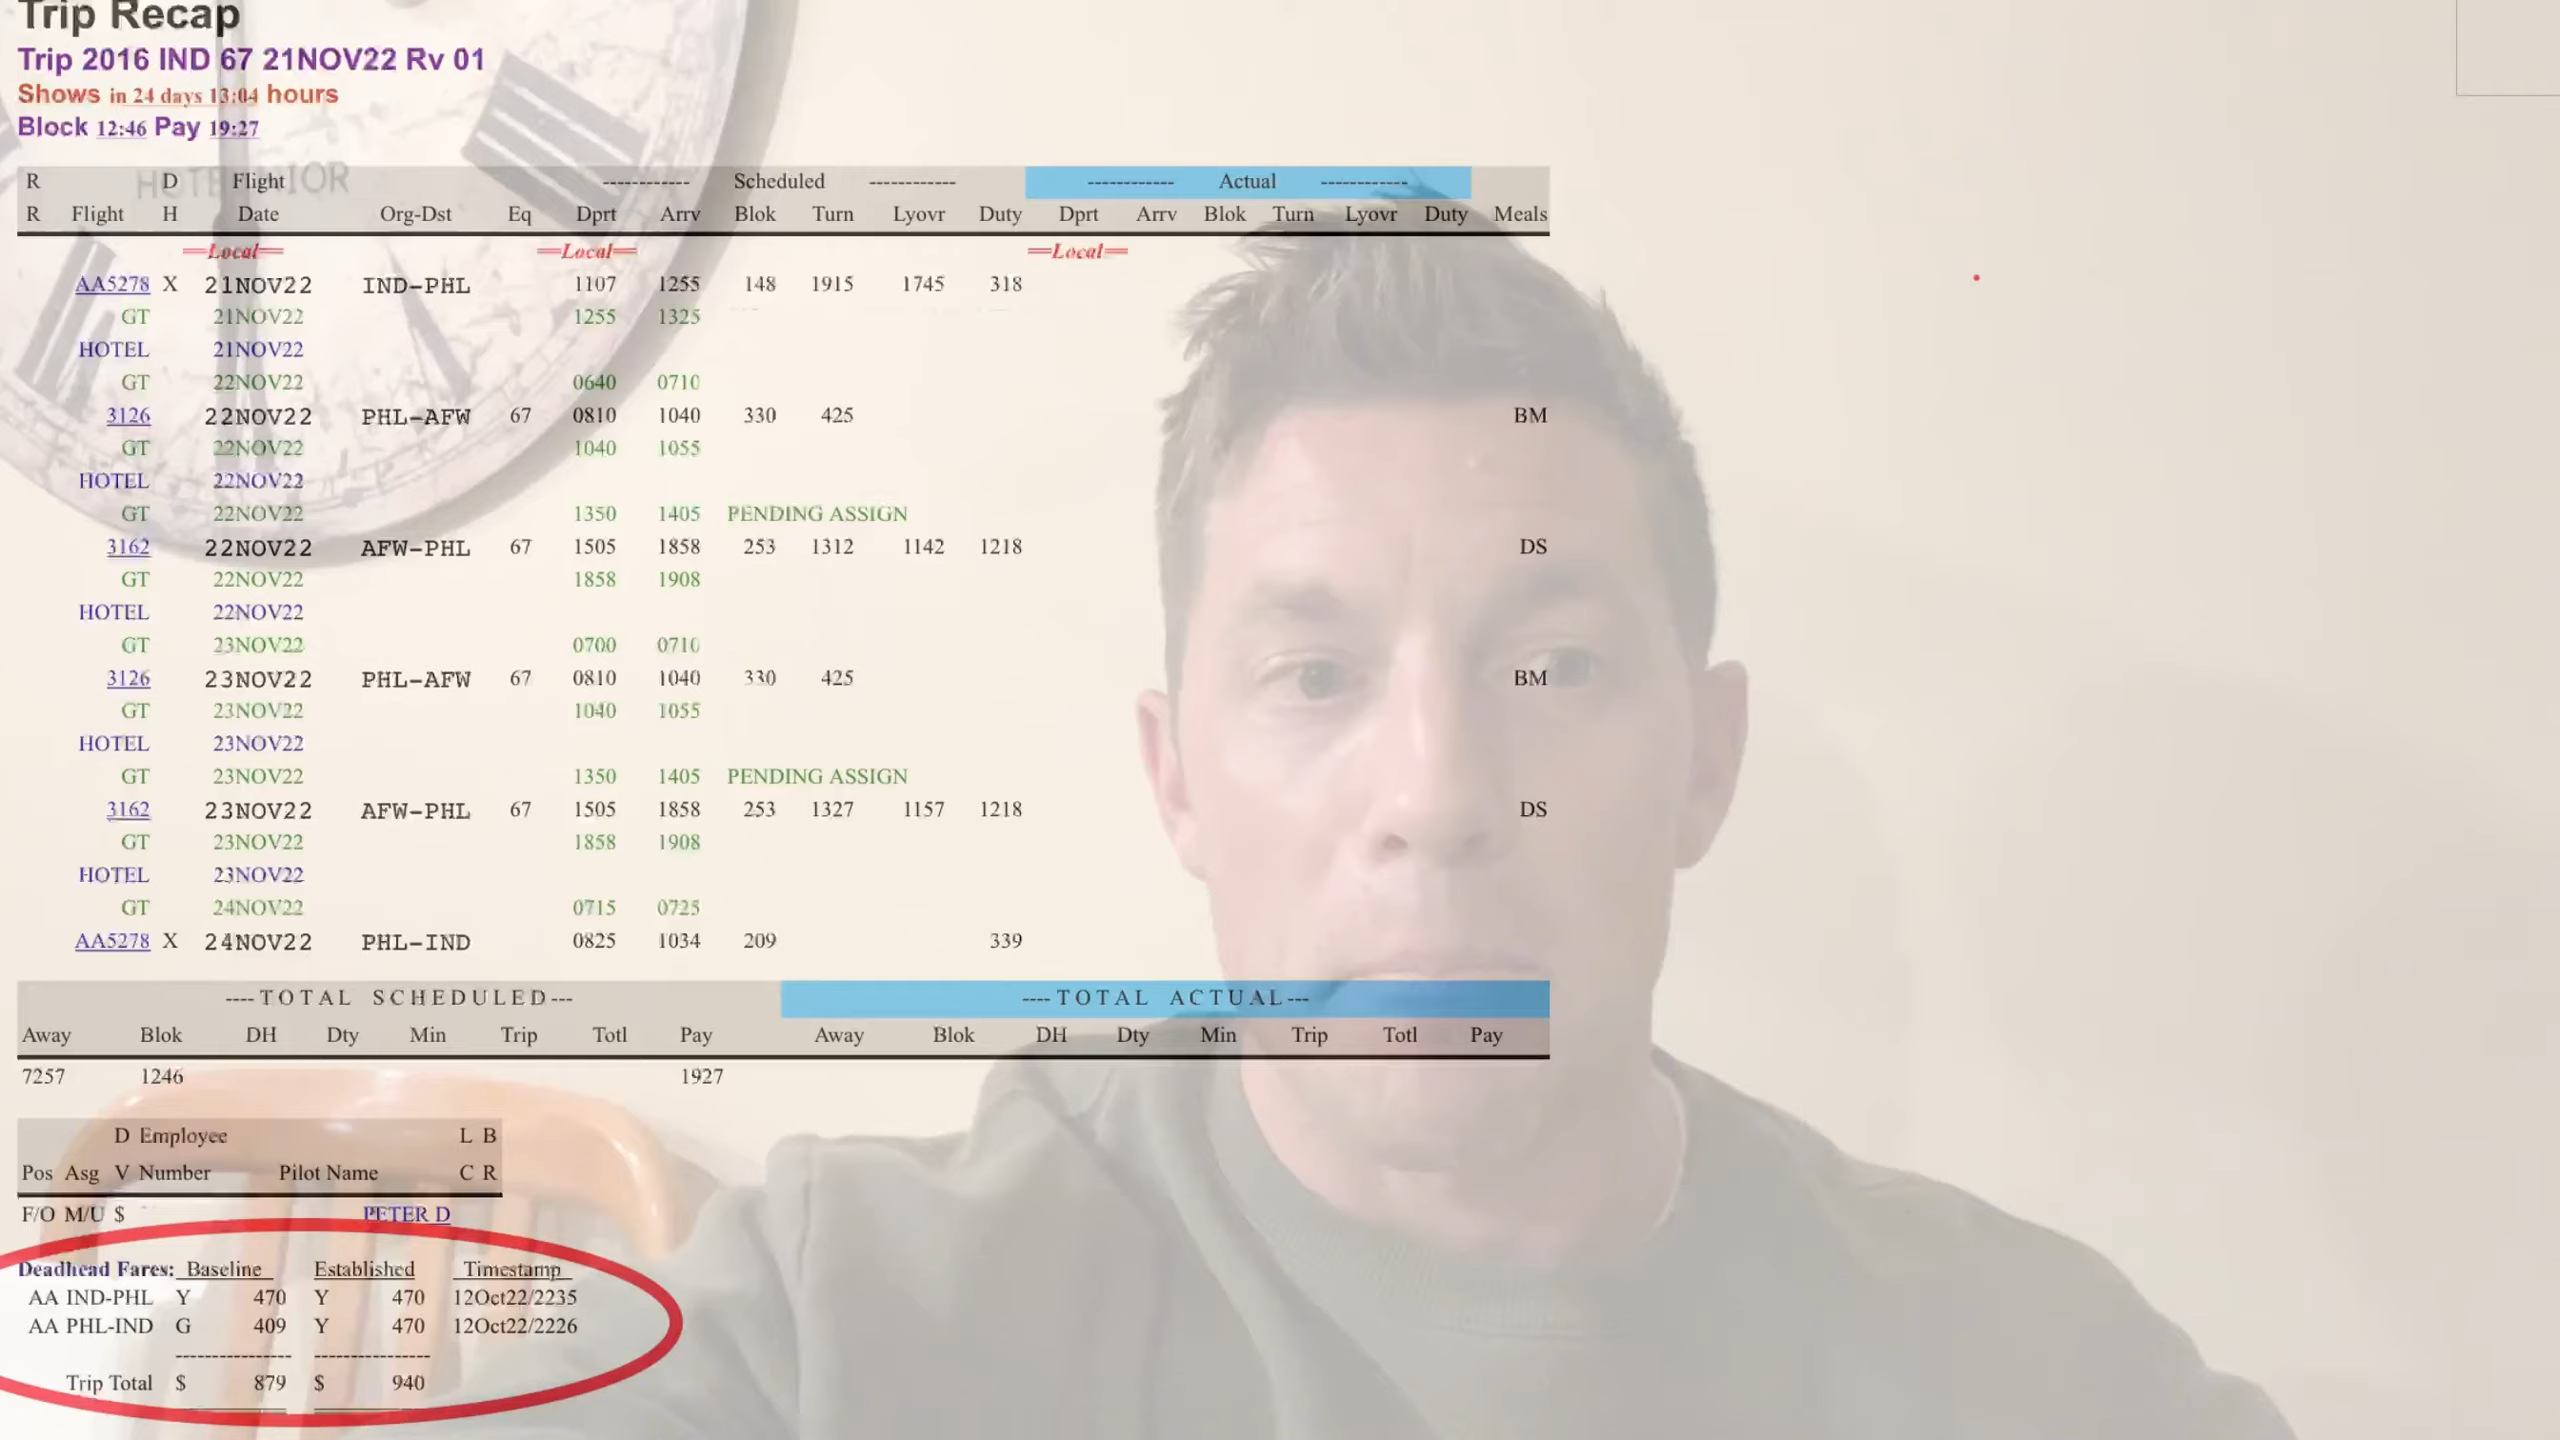 Trip Recap
Trip 2016 IND 67 21NOV22 Rv 01
Shows in 24 days 13:04 hours
Block 12:46 Pay 19:27
R D Flight ------------ Scheduled ------------ ------------ Actual ------------
R Flight H Date Org-Dst Eq Dprt Arrv Blok Turn Lyovr Duty Dprt Arrv Blok Turn Lyovr Duty Meals
==Local== ==Local== ==Local==
AA5278 X 21NOV22 IND-PHL 1107 1255 148 1915 1745 318
GT 21NOV22 1255 1325
HOTEL 21NOV22
GT 22NOV22 0640 0710
3126 22NOV22 PHL-AFW 67 0810 1040 330 425 BM
GT 22NOV22 1040 1055
HOTEL 22NOV22
GT 22NOV22 1350 1405 PENDING ASSIGN
3162 22NOV22 AFW-PHL 67 1505 1858 253 1312 1142 1218 DS
GT 22NOV22 1858 1908
HOTEL 22NOV22
GT 23NOV22 0700 0710
3126 23NOV22 PHL-AFW 67 0810 1040 330 425 BM
GT 23NOV22 1040 1055
HOTEL 23NOV22
GT 23NOV22 1350 1405 PENDING ASSIGN
3162 23NOV22 AFW-PHL 67 1505 1858 253 1327 1157 1218 DS
GT 23NOV22 1858 1908
HOTEL 23NOV22
GT 24NOV22 0715 0725
AA5278 X 24NOV22 PHL-IND 0825 1034 209 339
----TOTAL SCHEDULED--- ----TOTAL ACTUAL---
Away Blok DH Dty Min Trip Totl Pay Away Blok DH Dty Min Trip Totl Pay
7257 1246 1927
D Employee L B
Pos Asg V Number Pilot Name C R
F/O M/U $ PETER D
Deadhead Fares: Baseline Established Timestamp
AA IND-PHL Y 470 Y 470 12Oct22/2235
AA PHL-IND G 409 Y 470 12Oct22/2226
---------------- ----------------
Trip Total $ 879 $ 940